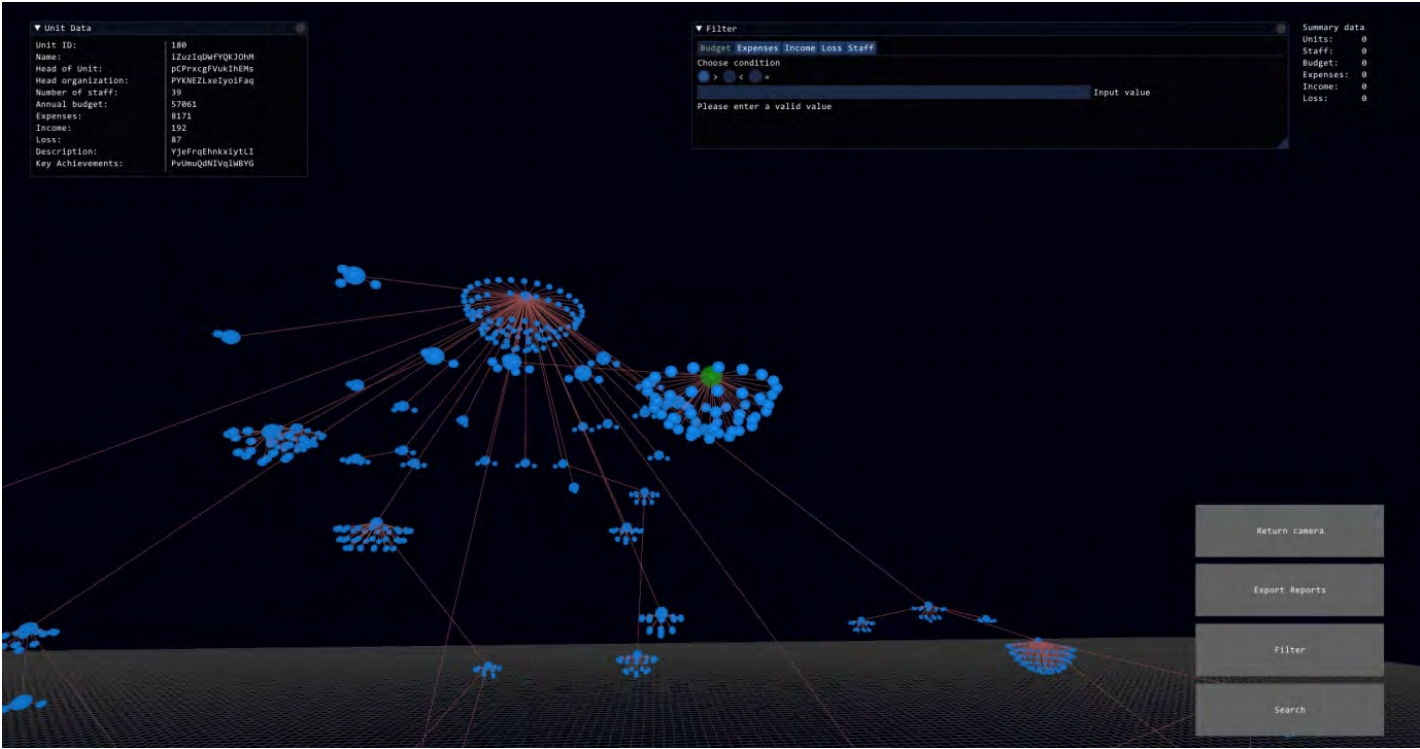 ▼ Unit Data
Unit ID: 180
Name: iZuzIqDWfYQKJOhM
Head of Unit: pCPrxcgFVukIhEMs
Head organization: PYKNEZLxeIyoiFaq
Number of staff: 39
Annual budget: 57061
Expenses: 8171
Income: 192
Loss: 87
Description: YjeFrqEhnkxiytLI
Key Achievements: PvUmuQdNIVqlWBYG
▼ Filter
Budget Expenses Income Loss Staff
Choose condition
> < =
Input value
Please enter a valid value
Summary data
Units: 0
Staff: 0
Budget: 0
Expenses: 0
Income: 0
Loss: 0
Return camera
Export Reports
Filter
Search